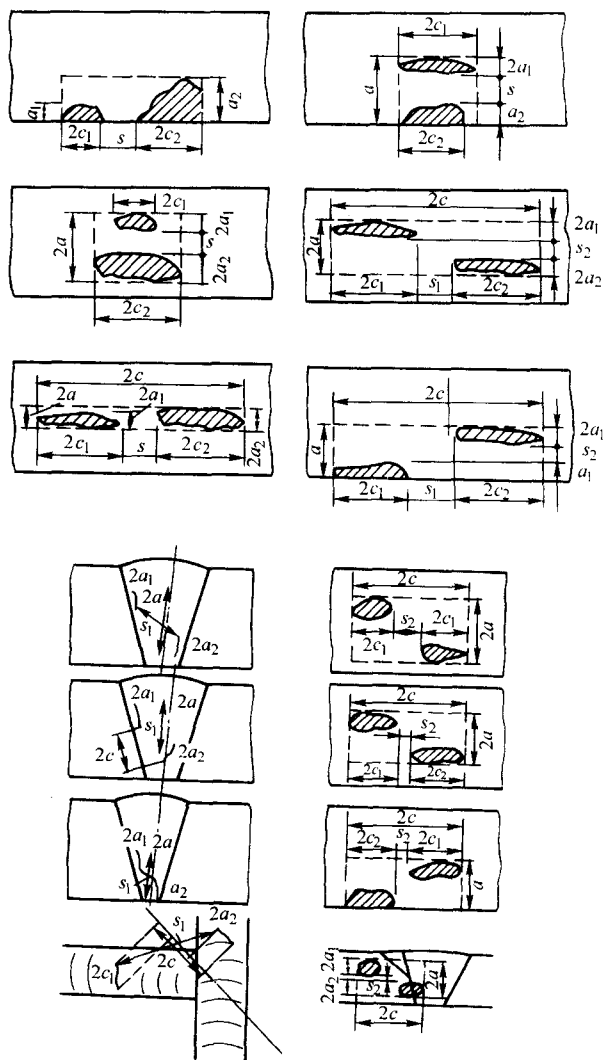 a₁ 2c₁ s 2c₂ a₂
2c₁ a 2a₁ s a₂ 2c₂
2c₁ 2a 2a₁ s 2a₂ 2c₂
2c 2a 2a₁ s₂ 2a₂ 2c₁ s₁ 2c₂
2c 2a 2a₁ 2c₁ s 2c₂ 2a₂
2c a 2a₁ s₂ a₁ 2c₁ s₁ 2c₂
2a₁ 2a s₁ 2a₂
2c 2c₁ s₂ 2c₁ 2a
2a₁ 2a s₁ 2c 2a₂
2c s₂ 2a 2c₁ 2c₂
2a₁ 2a s₁ a₂
2c 2c₂ s₂ 2c₁ a
s₁ 2a₂ 2c 2c₁
2a₁ 2a₂ s₂ 2a 2c